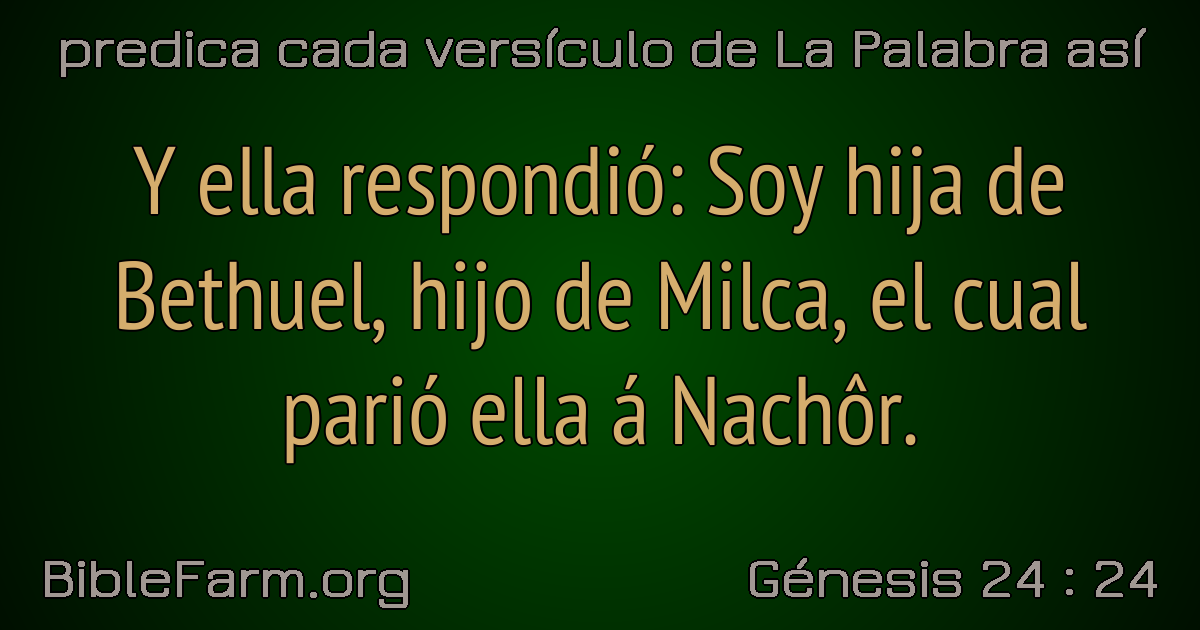 predica cada versículo de La Palabra así
Y ella respondió: Soy hija de
Bethuel, hijo de Milca, el cual
parió ella á Nachôr.
BibleFarm.org
Génesis 24 : 24